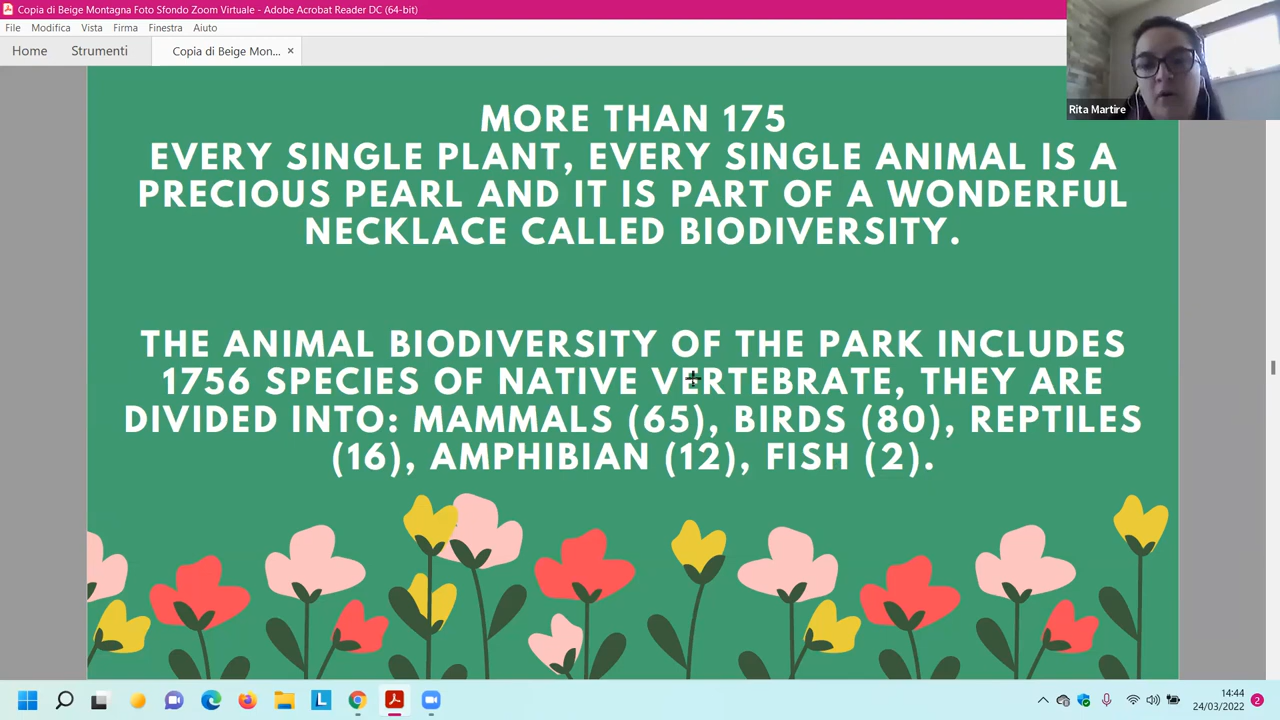 Copia di Beige Montagna Foto Sfondo Zoom Virtuale - Adobe Acrobat Reader DC (64-bit)
File Modifica Vista Firma Finestra Aiuto
Home Strumenti Copia di Beige Mon... ×
Rita Martire
MORE THAN 175
EVERY SINGLE PLANT, EVERY SINGLE ANIMAL IS A
PRECIOUS PEARL AND IT IS PART OF A WONDERFUL
NECKLACE CALLED BIODIVERSITY.
THE ANIMAL BIODIVERSITY OF THE PARK INCLUDES
1756 SPECIES OF NATIVE VERTEBRATE, THEY ARE
DIVIDED INTO: MAMMALS (65), BIRDS (80), REPTILES
(16), AMPHIBIAN (12), FISH (2).
14:44
24/03/2022
2